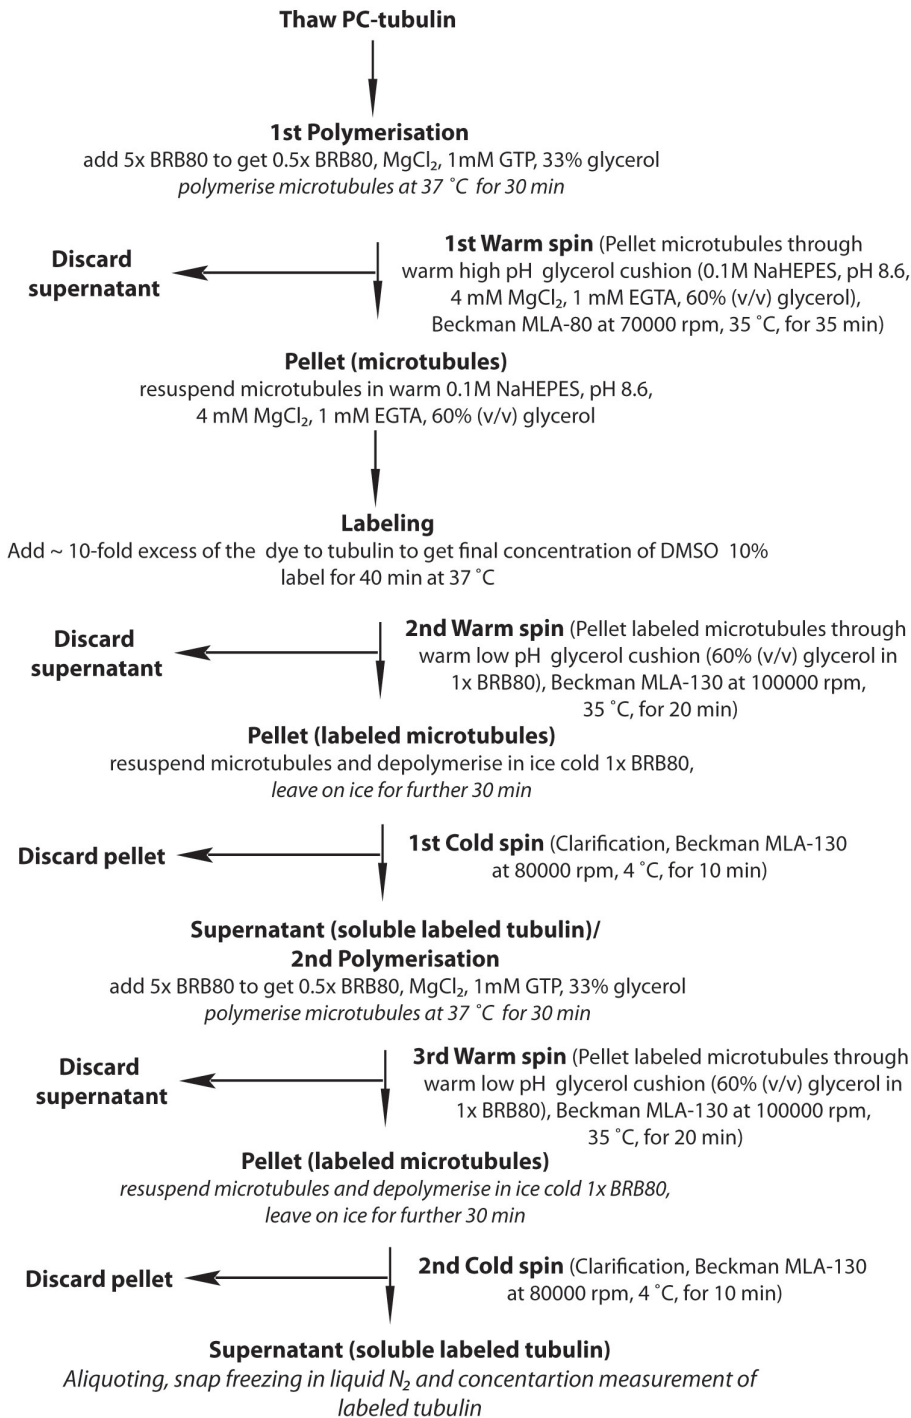 Thaw PC-tubulin
1st Polymerisation
add 5x BRB80 to get 0.5x BRB80, MgCl₂, 1mM GTP, 33% glycerol
polymerise microtubules at 37 ˚C for 30 min
Discard
supernatant
1st Warm spin (Pellet microtubules through
warm high pH glycerol cushion (0.1M NaHEPES, pH 8.6,
4 mM MgCl₂, 1 mM EGTA, 60% (v/v) glycerol),
Beckman MLA-80 at 70000 rpm, 35 ˚C, for 35 min)
Pellet (microtubules)
resuspend microtubules in warm 0.1M NaHEPES, pH 8.6,
4 mM MgCl₂, 1 mM EGTA, 60% (v/v) glycerol
Labeling
Add ~ 10-fold excess of the dye to tubulin to get final concentration of DMSO 10%
label for 40 min at 37 ˚C
Discard
supernatant
2nd Warm spin (Pellet labeled microtubules through
warm low pH glycerol cushion (60% (v/v) glycerol in
1x BRB80), Beckman MLA-130 at 100000 rpm,
35 ˚C, for 20 min)
Pellet (labeled microtubules)
resuspend microtubules and depolymerise in ice cold 1x BRB80,
leave on ice for further 30 min
Discard pellet
1st Cold spin (Clarification, Beckman MLA-130
at 80000 rpm, 4 ˚C, for 10 min)
Supernatant (soluble labeled tubulin)/
2nd Polymerisation
add 5x BRB80 to get 0.5x BRB80, MgCl₂, 1mM GTP, 33% glycerol
polymerise microtubules at 37 ˚C for 30 min
Discard
supernatant
3rd Warm spin (Pellet labeled microtubules through
warm low pH glycerol cushion (60% (v/v) glycerol in
1x BRB80), Beckman MLA-130 at 100000 rpm,
35 ˚C, for 20 min)
Pellet (labeled microtubules)
resuspend microtubules and depolymerise in ice cold 1x BRB80,
leave on ice for further 30 min
Discard pellet
2nd Cold spin (Clarification, Beckman MLA-130
at 80000 rpm, 4 ˚C, for 10 min)
Supernatant (soluble labeled tubulin)
Aliquoting, snap freezing in liquid N₂ and concentartion measurement of
labeled tubulin